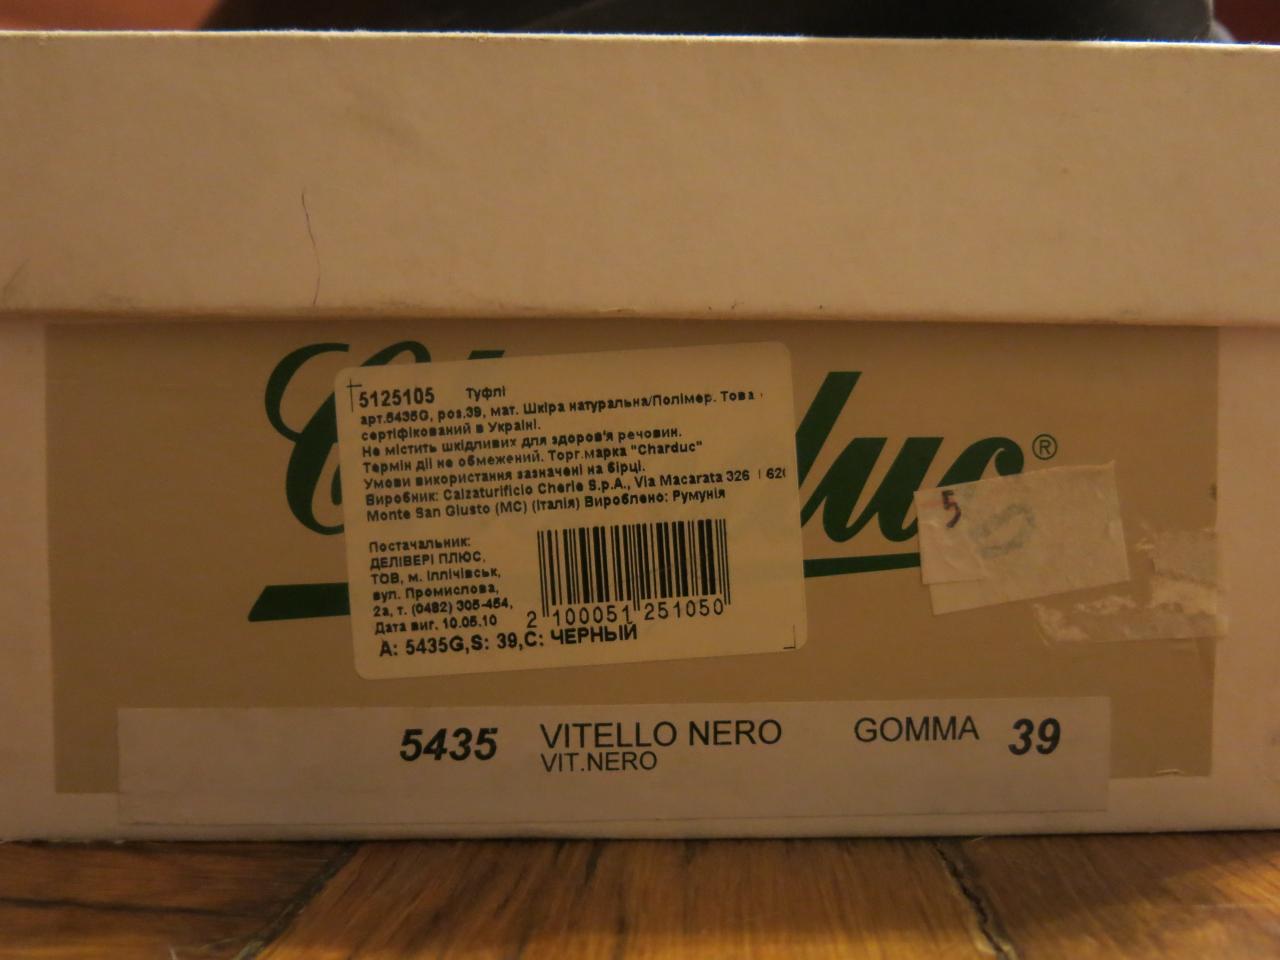 Charduc®
5125105 Туфлі
арт.5435G, роз.39, мат. Шкіра натуральна/Полімер. Това
сертифікований в Україні.
Не містить шкідливих для здоров'я речовин.
Термін дії не обмежений. Торг.марка "Charduc"
Умови використання зазначені на бірці.
Виробник: Calzaturificio Cherie S.p.A., Via Macarata 326 I 620
Monte San Giusto (MC) (Італія) Вироблено: Румунія
Постачальник:
ДЕЛІВЕРІ ПЛЮС,
ТОВ, м. Іллічівськ,
вул. Промислова,
2а, т. (0482) 305-454,
Дата виг. 10.05.10
2 100051 251050
A: 5435G,S: 39,C: ЧЕРНЫЙ
5
5435 VITELLO NERO GOMMA 39
VIT.NERO